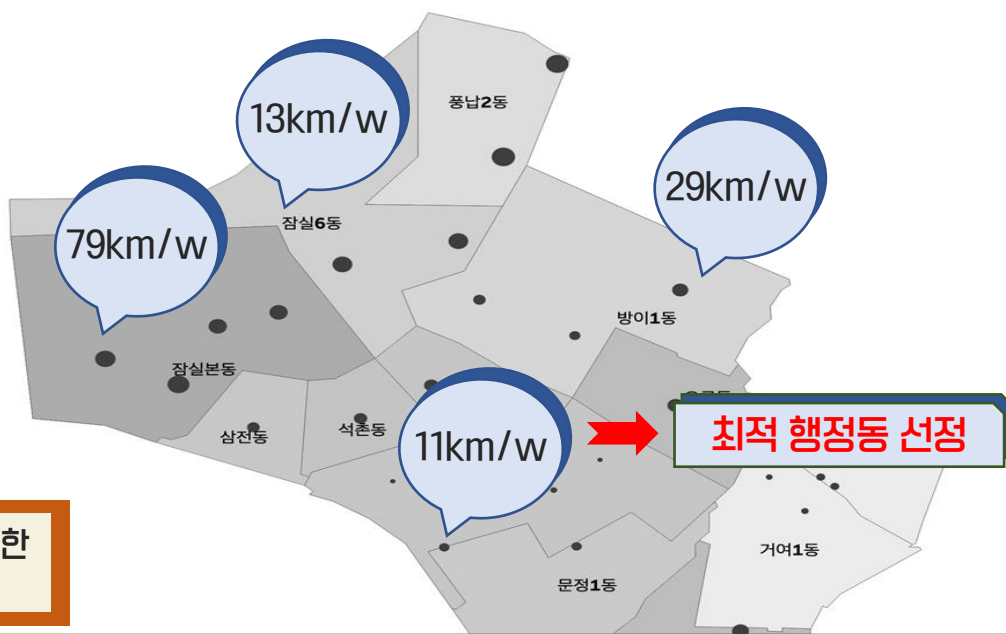 풍납2동
13km/w
29km/w
잠실6동
79km/w
방이1동
잠실본동
삼전동
석촌동
11km/w
최적 행정동 선정
한
거여1동
문정1동